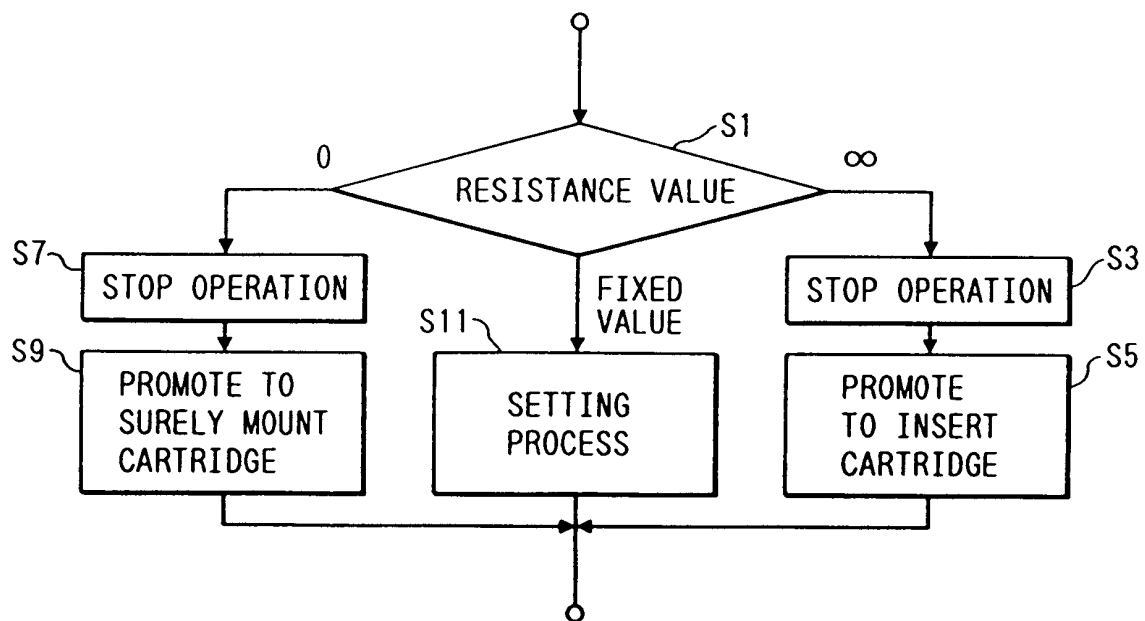 S1
0
∞
RESISTANCE VALUE
S7
STOP OPERATION
FIXED
VALUE
S3
STOP OPERATION
S9
PROMOTE TO
SURELY MOUNT
CARTRIDGE
S11
SETTING
PROCESS
S5
PROMOTE
TO INSERT
CARTRIDGE